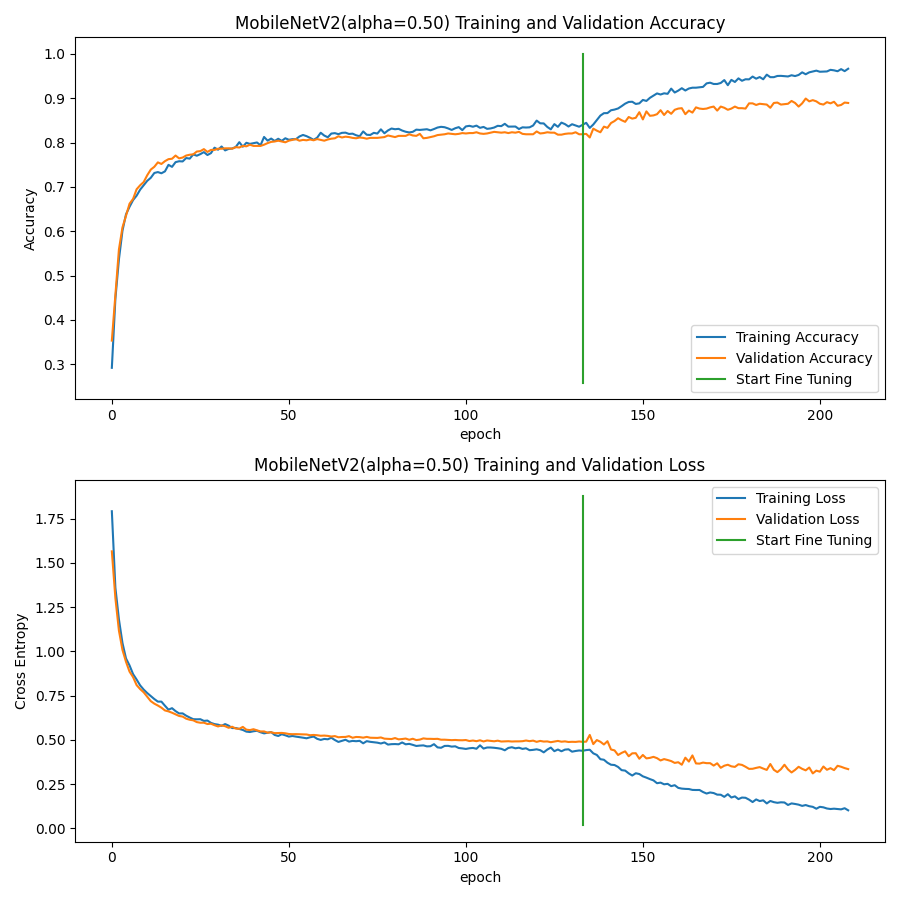 MobileNetV2(alpha=0.50) Training and Validation Accuracy
1.0
0.9
0.8
0.7
0.6
0.5
0.4
0.3
Accuracy
Training Accuracy
Validation Accuracy
Start Fine Tuning
0 50 100 150 200
epoch
MobileNetV2(alpha=0.50) Training and Validation Loss
Training Loss
Validation Loss
Start Fine Tuning
1.75
1.50
1.25
1.00
0.75
0.50
0.25
0.00
Cross Entropy
0 50 100 150 200
epoch